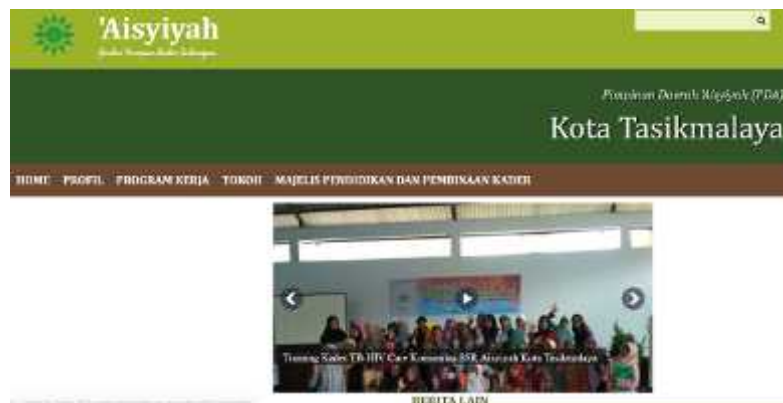 'Aisyiyah
Pimpinan Daerah 'Aisyiyah (PDA)
Kota Tasikmalaya
HOME PROFIL PROGRAM KERJA TOKOH MAJELIS PENDIDIKAN DAN PEMBINAAN KADER
Training Kader TB-HIV Care Komunitas SSR Aisyiyah Kota Tasikmalaya
BERITA LAIN